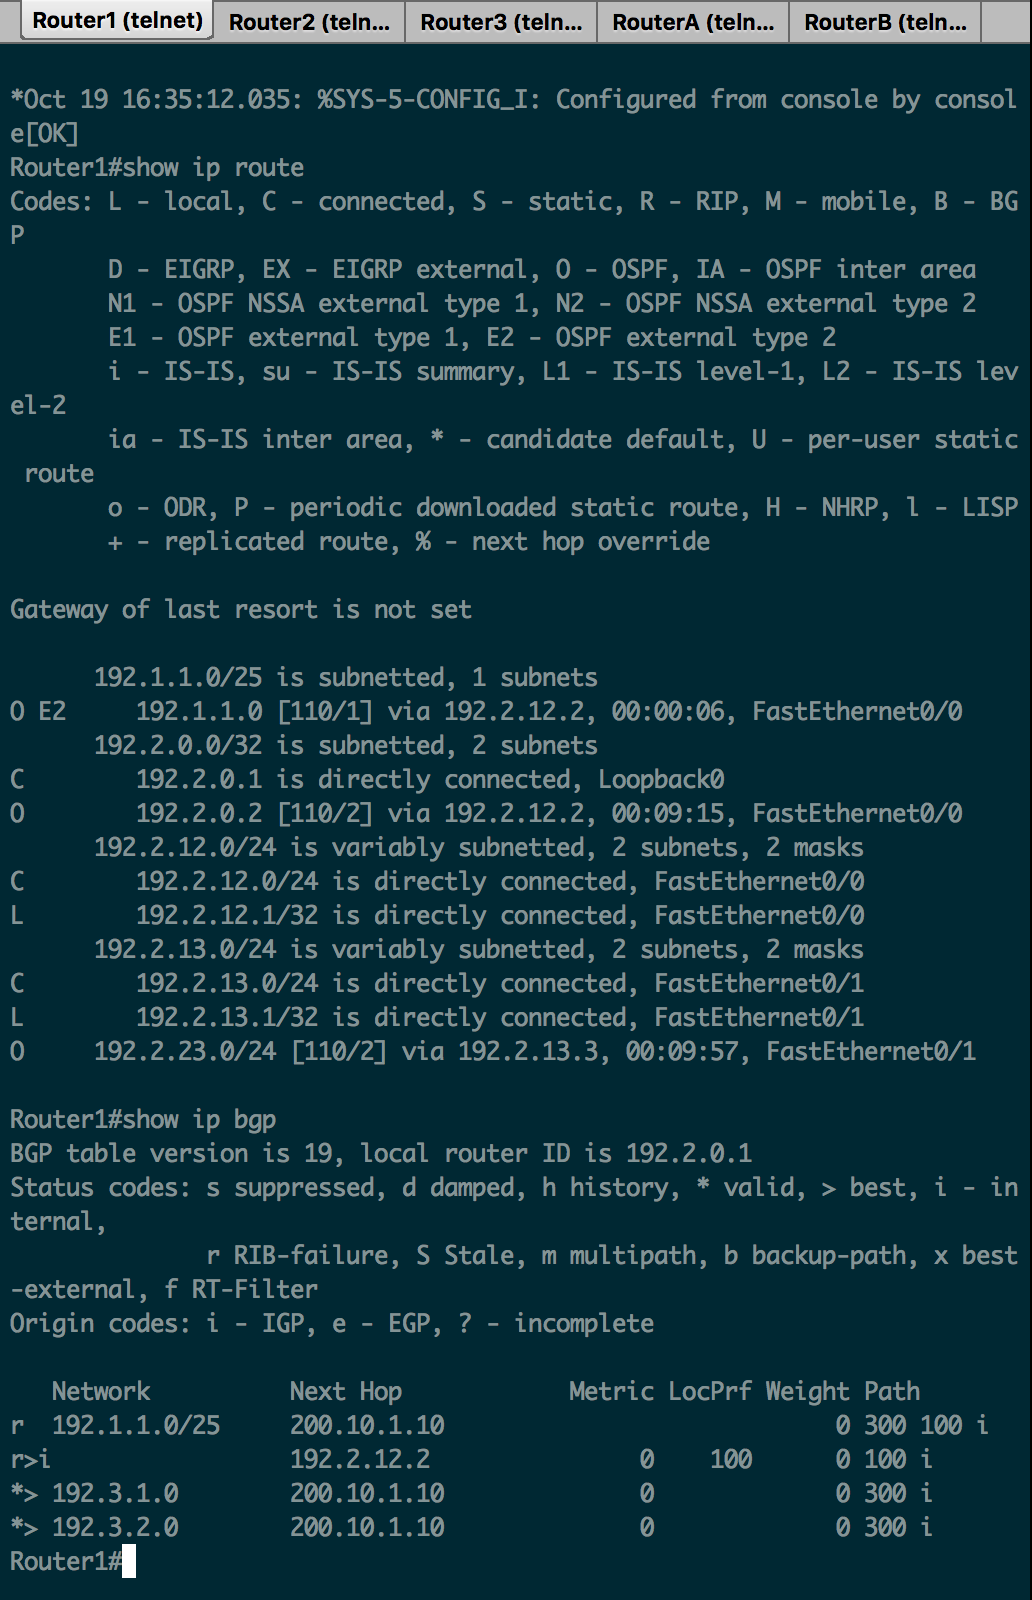 Router1 (telnet) Router2 (teln... Router3 (teln... RouterA (teln... RouterB (teln...
*Oct 19 16:35:12.035: %SYS-5-CONFIG_I: Configured from console by consol
e[OK]
Router1#show ip route
Codes: L - local, C - connected, S - static, R - RIP, M - mobile, B - BG
P
       D - EIGRP, EX - EIGRP external, O - OSPF, IA - OSPF inter area
       N1 - OSPF NSSA external type 1, N2 - OSPF NSSA external type 2
       E1 - OSPF external type 1, E2 - OSPF external type 2
       i - IS-IS, su - IS-IS summary, L1 - IS-IS level-1, L2 - IS-IS lev
el-2
       ia - IS-IS inter area, * - candidate default, U - per-user static
 route
       o - ODR, P - periodic downloaded static route, H - NHRP, l - LISP
       + - replicated route, % - next hop override
Gateway of last resort is not set
      192.1.1.0/25 is subnetted, 1 subnets
O E2     192.1.1.0 [110/1] via 192.2.12.2, 00:00:06, FastEthernet0/0
      192.2.0.0/32 is subnetted, 2 subnets
C        192.2.0.1 is directly connected, Loopback0
O        192.2.0.2 [110/2] via 192.2.12.2, 00:09:15, FastEthernet0/0
      192.2.12.0/24 is variably subnetted, 2 subnets, 2 masks
C        192.2.12.0/24 is directly connected, FastEthernet0/0
L        192.2.12.1/32 is directly connected, FastEthernet0/0
      192.2.13.0/24 is variably subnetted, 2 subnets, 2 masks
C        192.2.13.0/24 is directly connected, FastEthernet0/1
L        192.2.13.1/32 is directly connected, FastEthernet0/1
O     192.2.23.0/24 [110/2] via 192.2.13.3, 00:09:57, FastEthernet0/1
Router1#show ip bgp
BGP table version is 19, local router ID is 192.2.0.1
Status codes: s suppressed, d damped, h history, * valid, > best, i - in
ternal,
              r RIB-failure, S Stale, m multipath, b backup-path, x best
-external, f RT-Filter
Origin codes: i - IGP, e - EGP, ? - incomplete
   Network          Next Hop            Metric LocPrf Weight Path
r  192.1.1.0/25     200.10.1.10                            0 300 100 i
r>i                 192.2.12.2               0    100      0 100 i
*> 192.3.1.0        200.10.1.10              0             0 300 i
*> 192.3.2.0        200.10.1.10              0             0 300 i
Router1#